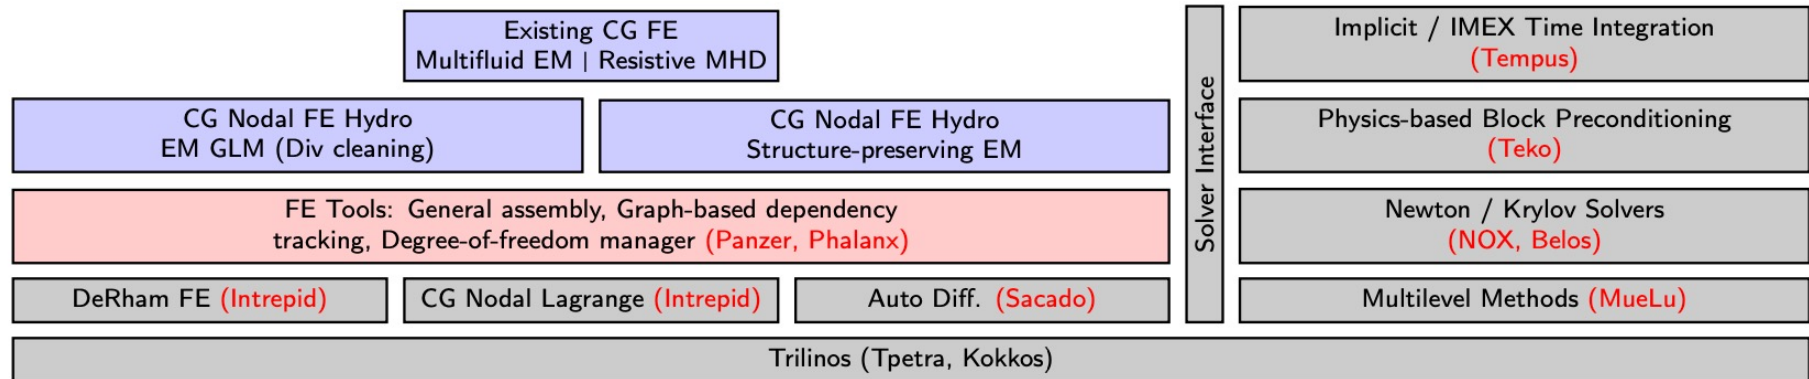 Existing CG FE
Multifluid EM | Resistive MHD
CG Nodal FE Hydro
EM GLM (Div cleaning)
CG Nodal FE Hydro
Structure-preserving EM
FE Tools: General assembly, Graph-based dependency
tracking, Degree-of-freedom manager (Panzer, Phalanx)
DeRham FE (Intrepid)
CG Nodal Lagrange (Intrepid)
Auto Diff. (Sacado)
Solver Interface
Implicit / IMEX Time Integration
(Tempus)
Physics-based Block Preconditioning
(Teko)
Newton / Krylov Solvers
(NOX, Belos)
Multilevel Methods (MueLu)
Trilinos (Tpetra, Kokkos)